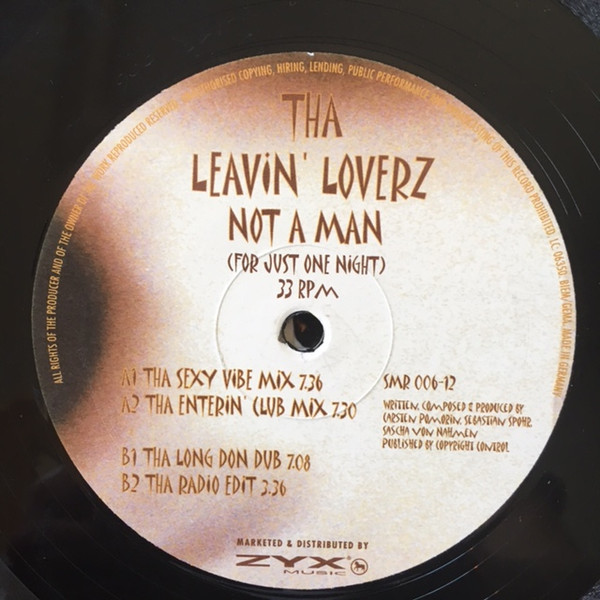 ALL RIGHTS OF THE PRODUCER AND OF THE OWNER OF THE WORK REPRODUCED RESERVED. UNAUTHORISED COPYING, HIRING, LENDING, PUBLIC PERFORMANCE AND BROADCASTING OF THIS RECORD PROHIBITED. LC 06350. BIEM/GEMA. MADE IN GERMANY
THA
LEAVIN' LOVERZ
NOT A MAN
(FOR JUST ONE NIGHT)
33 RPM
A1 THA SEXY VIBE MIX 7.36
A2 THA ENTERIN' CLUB MIX 7.30
B1 THA LONG DON DUB 7.08
B2 THA RADIO EDIT 3.36
SMR 006-12
WRITTEN, COMPOSED & PRODUCED BY
CARSTEN POMORIN, SEBASTIAN SPOHR,
SASCHA VON NAHMEN
PUBLISHED BY COPYRIGHT CONTROL
MARKETED & DISTRIBUTED BY
ZYX®
MUSIC